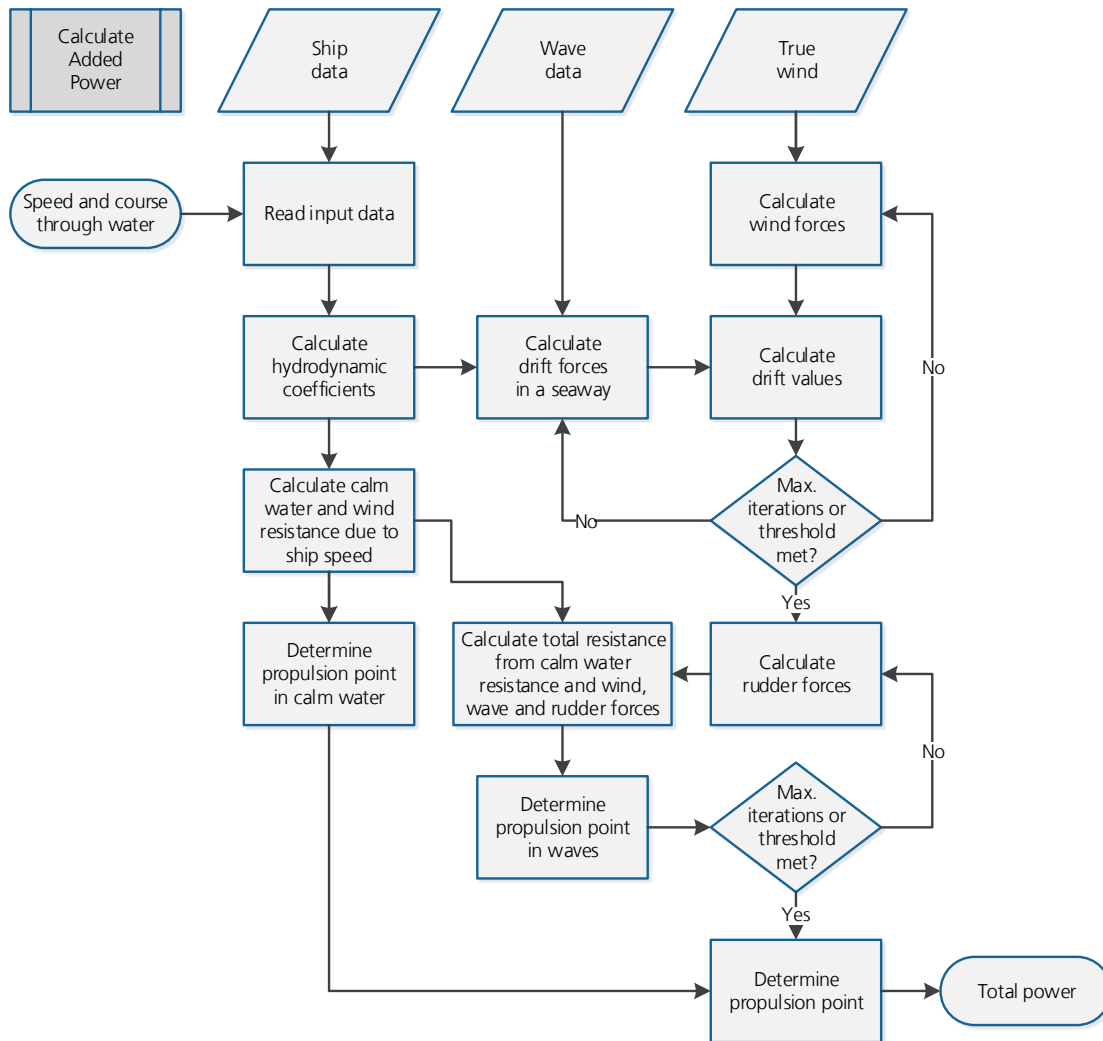 Calculate
Added
Power
Ship
data
Wave
data
True
wind
Speed and course
through water
Read input data
Calculate
wind forces
Calculate
hydrodynamic
coefficients
Calculate
drift forces
in a seaway
Calculate
drift values
No
Calculate calm
water and wind
resistance due to
ship speed
No
Max.
iterations or
threshold
met?
Yes
Determine
propulsion point
in calm water
Calculate total resistance
from calm water
resistance and wind,
wave and rudder forces
Calculate
rudder forces
No
Determine
propulsion point
in waves
Max.
iterations or
threshold
met?
Yes
Determine
propulsion point
Total power